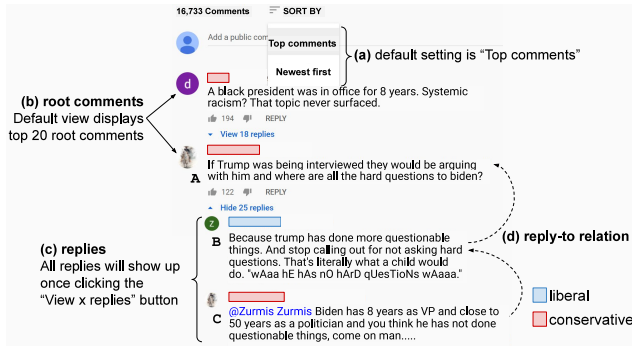 16,733 Comments SORT BY
Add a public com
Top comments
Newest first
(a) default setting is “Top comments”
(b) root comments
Default view displays
top 20 root comments
d
A black president was in office for 8 years. Systemic
racism? That topic never surfaced.
194 REPLY
View 18 replies
A
If Trump was being interviewed they would be arguing
with him and where are all the hard questions to biden?
122 REPLY
Hide 25 replies
(c) replies
All replies will show up
once clicking the
“View x replies” button
Z
B
Because trump has done more questionable
things. And stop calling out for not asking hard
questions. That's literally what a child would
do. "wAaa hE hAs nO hArD qUesTioNs wAaaa."
(d) reply-to relation
C
@Zurmis Zurmis Biden has 8 years as VP and close to
50 years as a politician and you think he has not done
questionable things, come on man.....
liberal
conservative